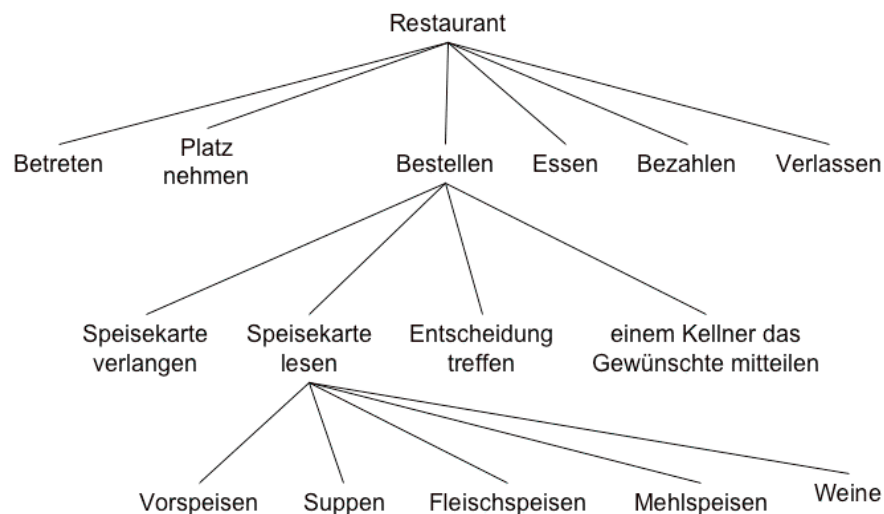 Restaurant
Betreten
Platz
nehmen
Bestellen
Essen
Bezahlen
Verlassen
Speisekarte
verlangen
Speisekarte
lesen
Entscheidung
treffen
einem Kellner das
Gewünschte mitteilen
Vorspeisen
Suppen
Fleischspeisen
Mehlspeisen
Weine